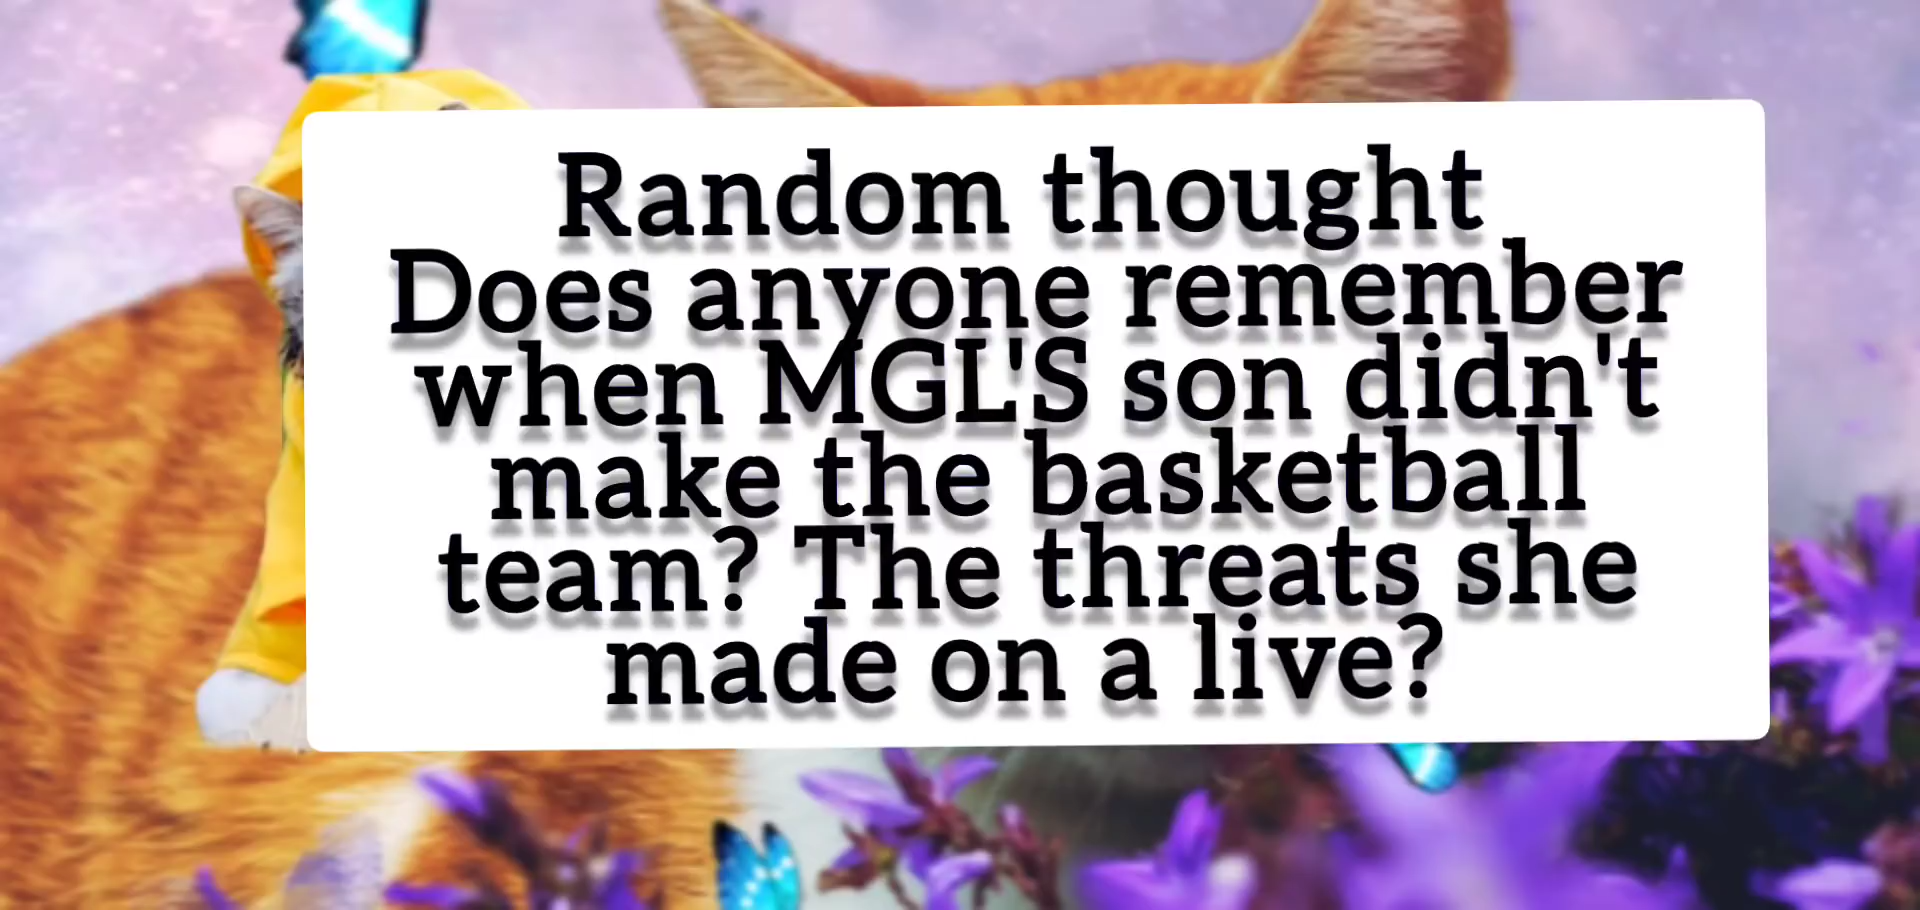 Random thought
Does anyone remember
when MGL'S son didn't
make the basketball
team? The threats she
made on a live?